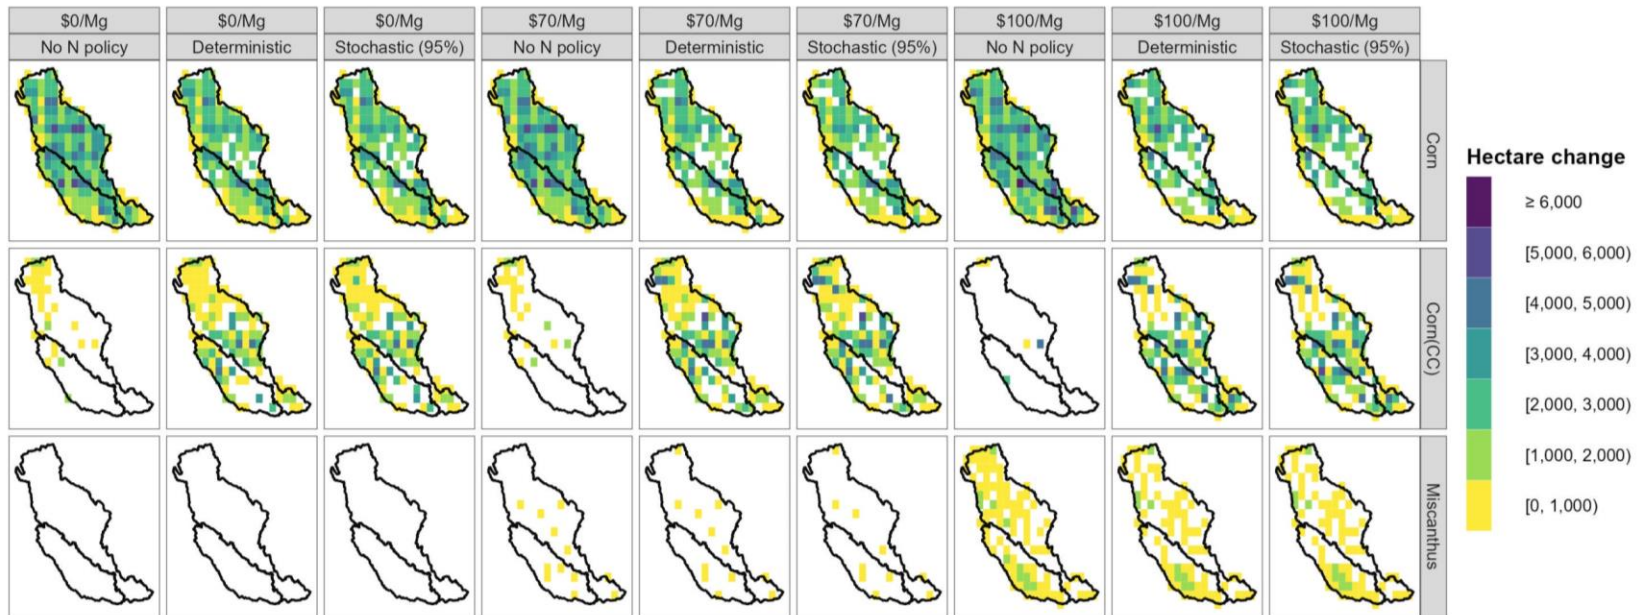 $0/Mg $0/Mg $0/Mg $70/Mg $70/Mg $70/Mg $100/Mg $100/Mg $100/Mg
No N policy Deterministic Stochastic (95%) No N policy Deterministic Stochastic (95%) No N policy Deterministic Stochastic (95%)
Corn
Corn(CC)
Miscanthus
Hectare change
≥ 6,000
[5,000, 6,000)
[4,000, 5,000)
[3,000, 4,000)
[2,000, 3,000)
[1,000, 2,000)
[0, 1,000)